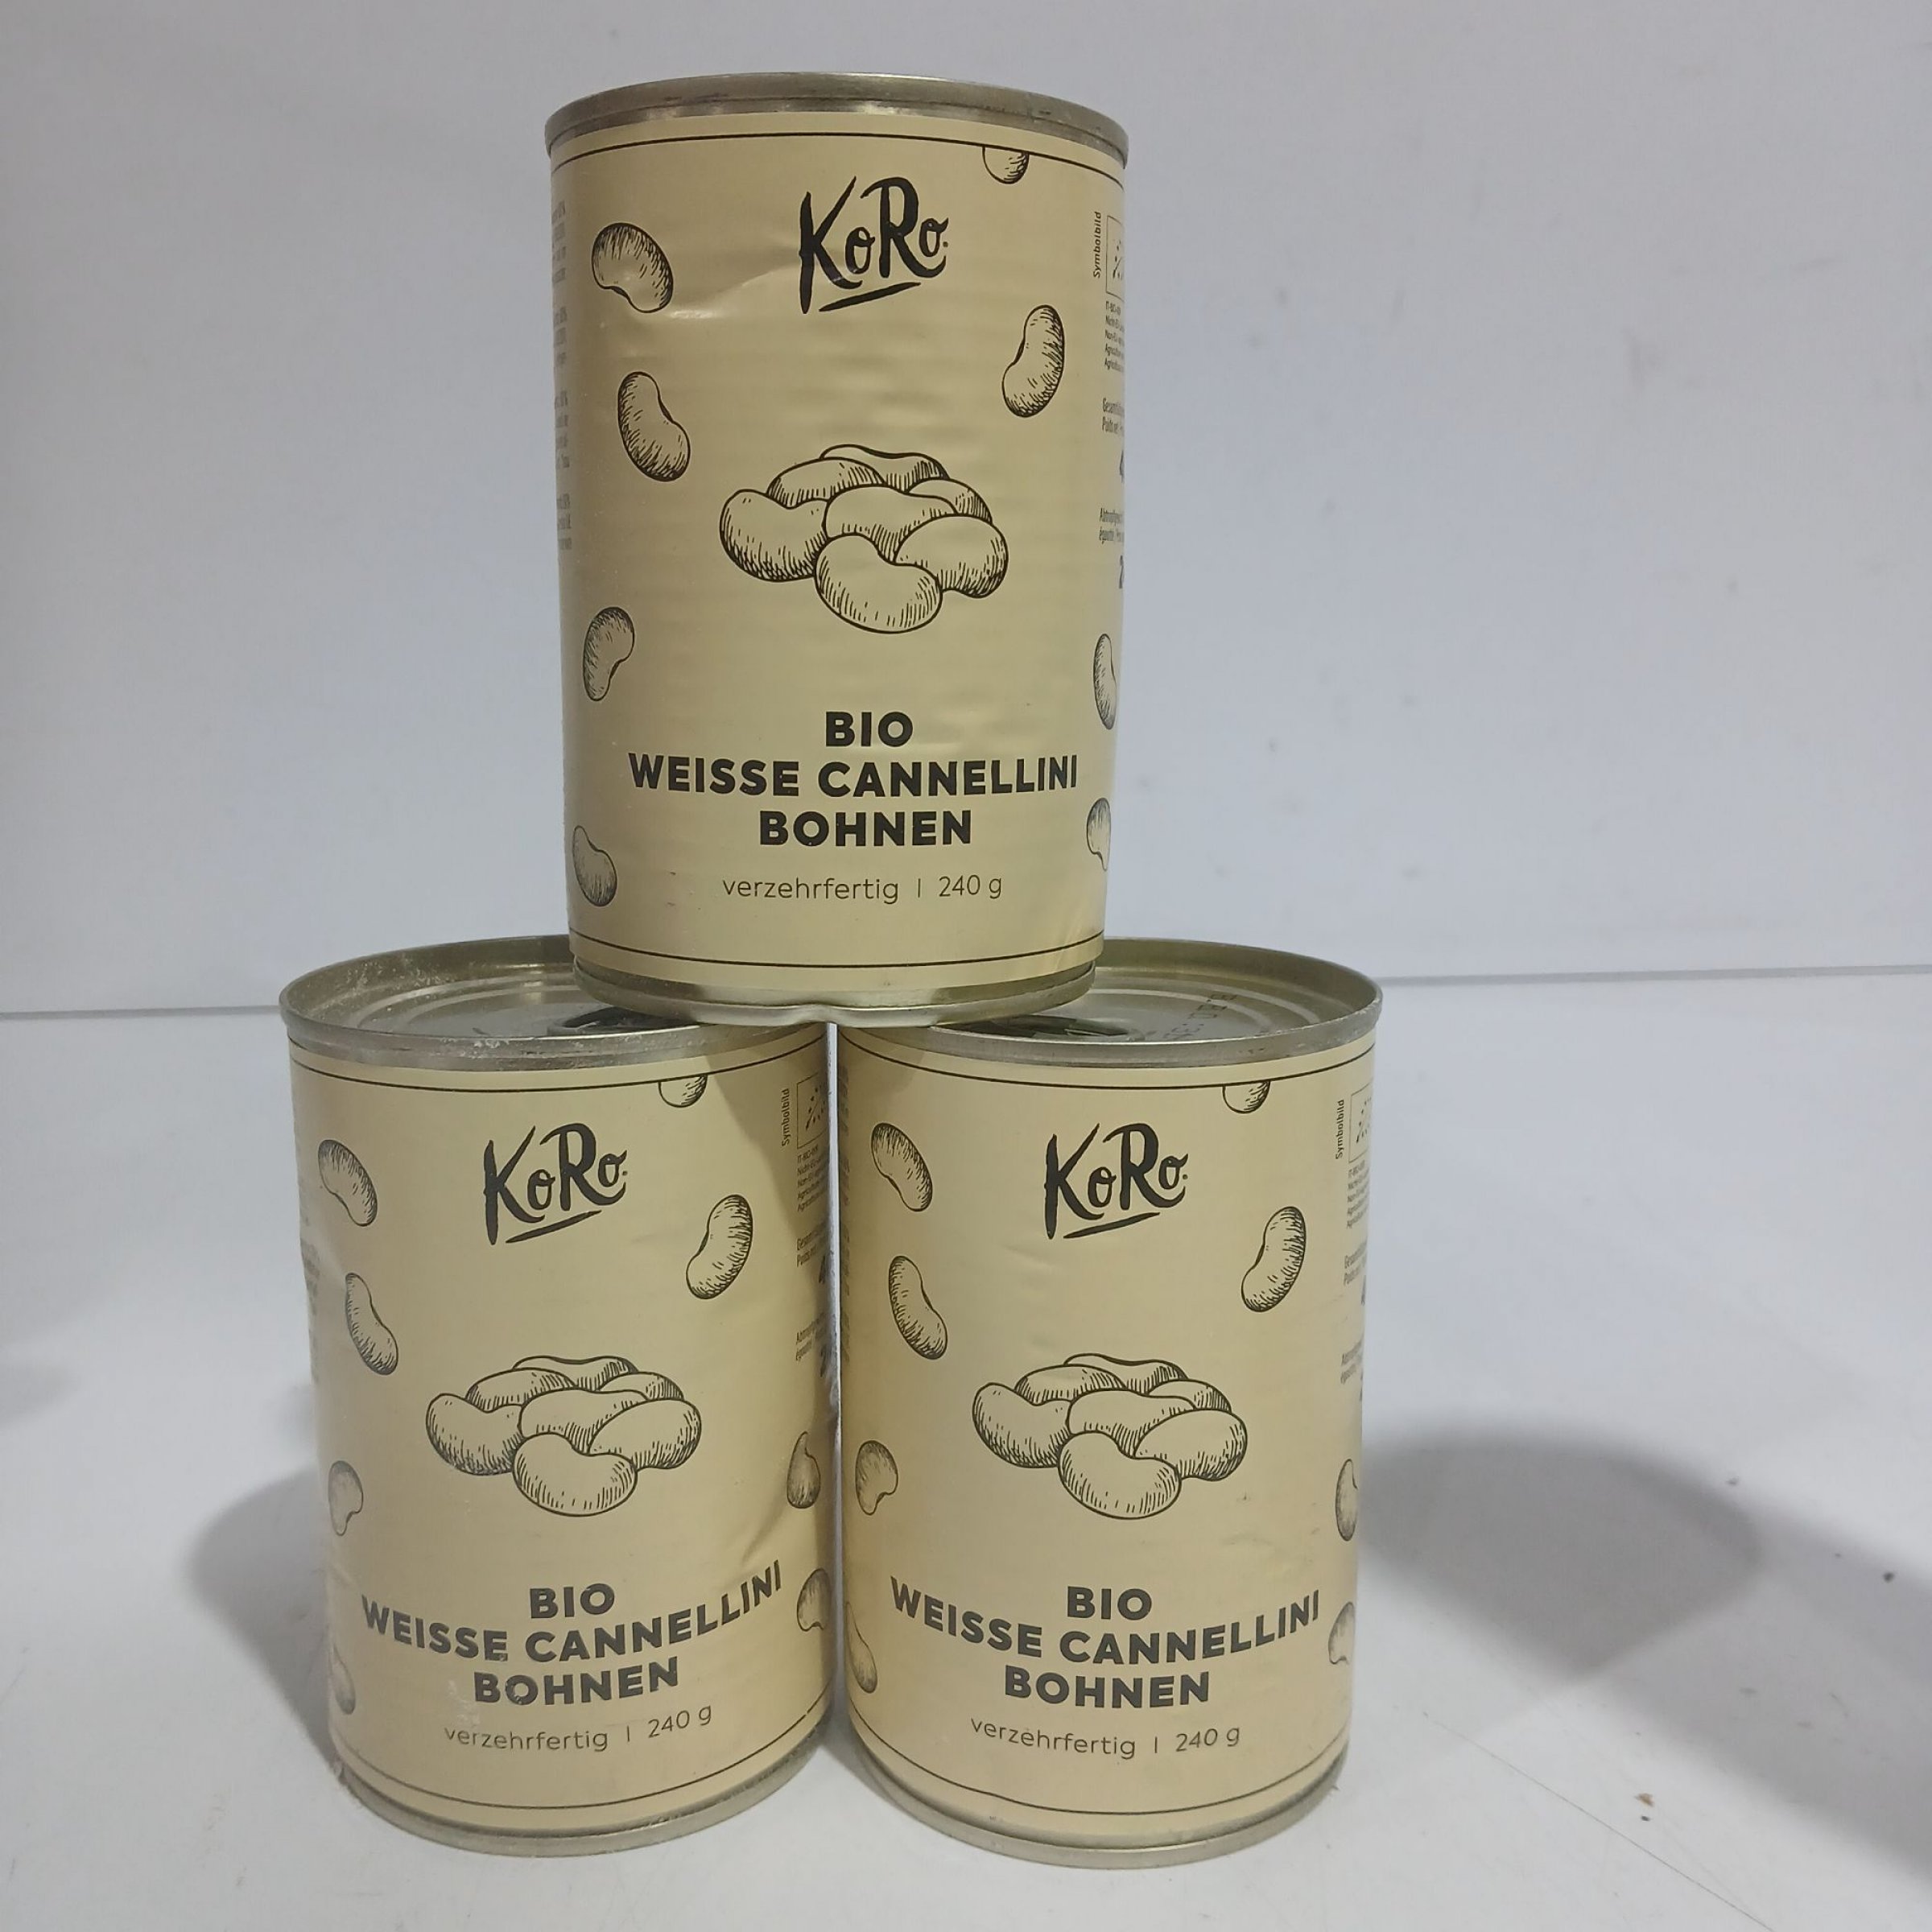 KoRo
Symbolbild
BIO
WEISSE CANNELLINI
BOHNEN
verzehrfertig | 240 g
KoRo
Symbolbild
BIO
WEISSE CANNELLINI
BOHNEN
verzehrfertig | 240 g
KoRo
Symbolbild
BIO
WEISSE CANNELLINI
BOHNEN
verzehrfertig | 240 g